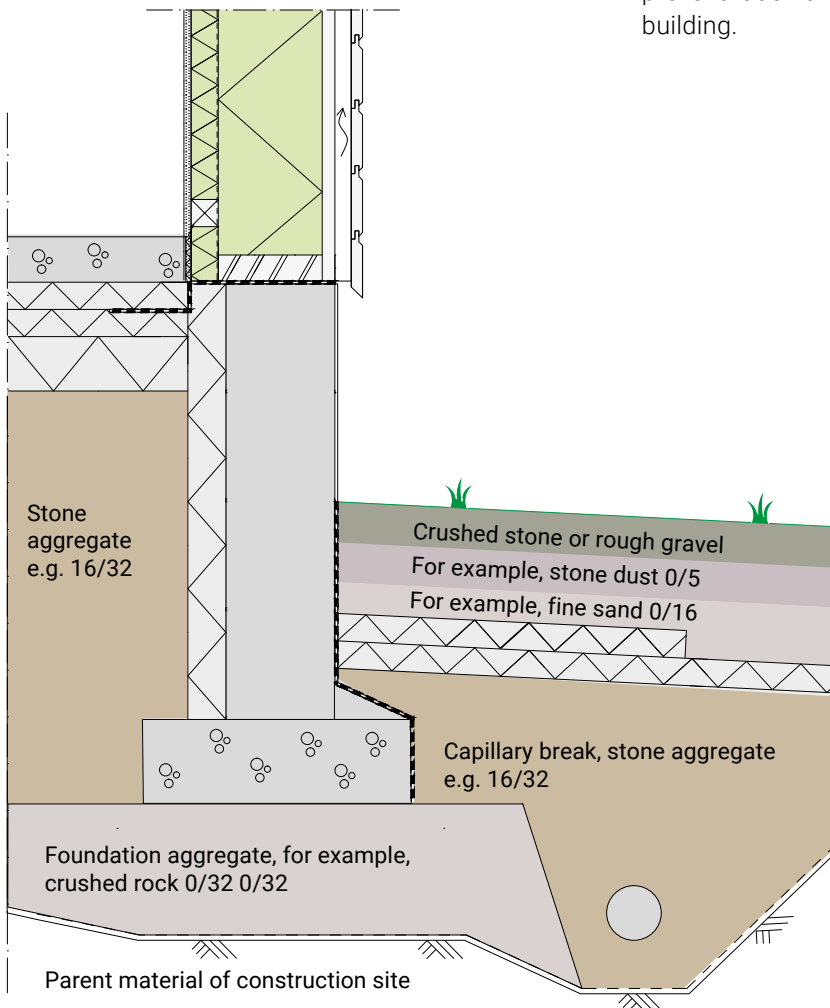 building.
Stone
aggregate
e.g. 16/32
Crushed stone or rough gravel
For example, stone dust 0/5
For example, fine sand 0/16
Capillary break, stone aggregate
e.g. 16/32
Foundation aggregate, for example,
crushed rock 0/32 0/32
Parent material of construction site